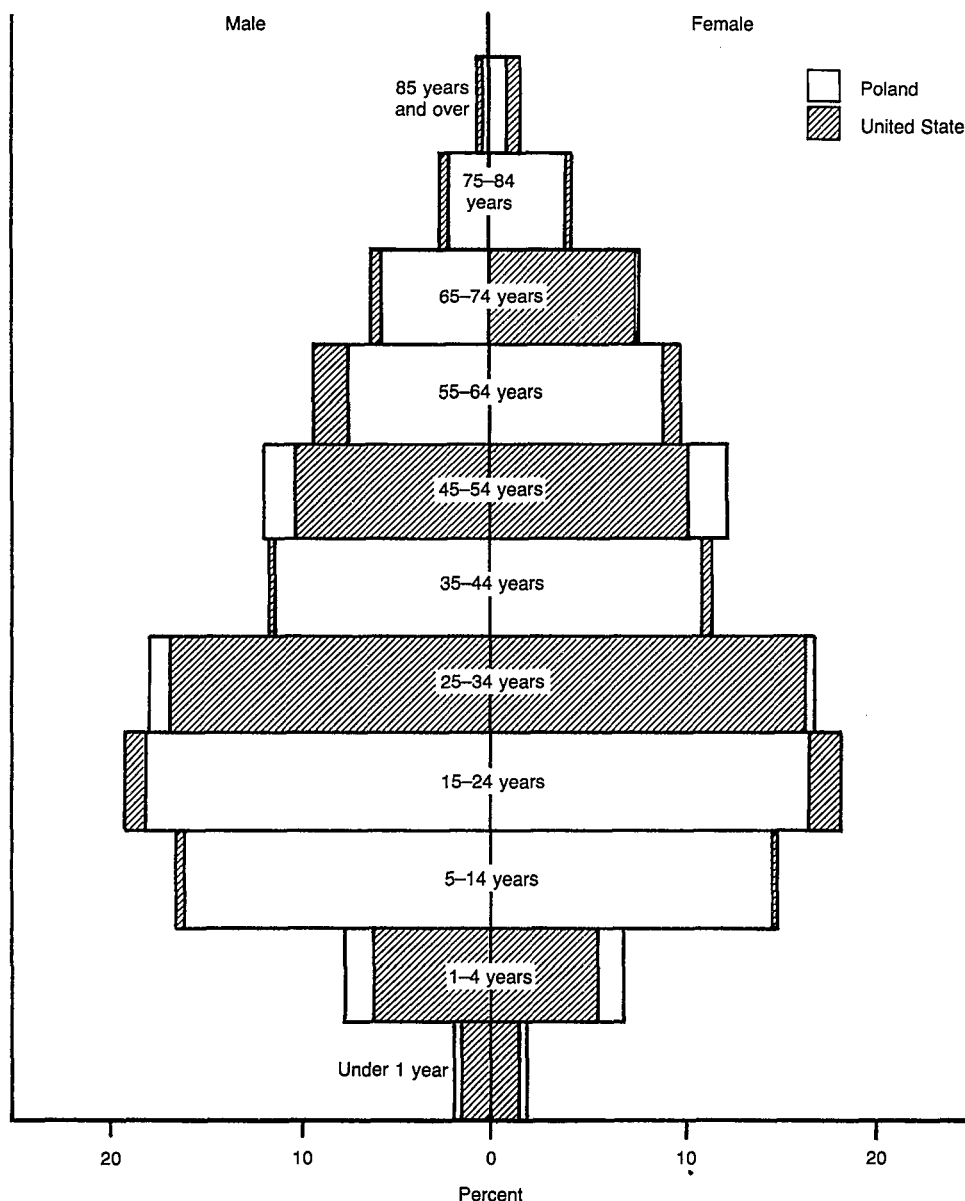 Male
Female
Poland
United State
85 years
and over
75–84
years
65–74 years
55–64 years
45–54 years
35–44 years
25–34 years
15–24 years
5–14 years
1–4 years
Under 1 year
20 10 0 10 20
Percent